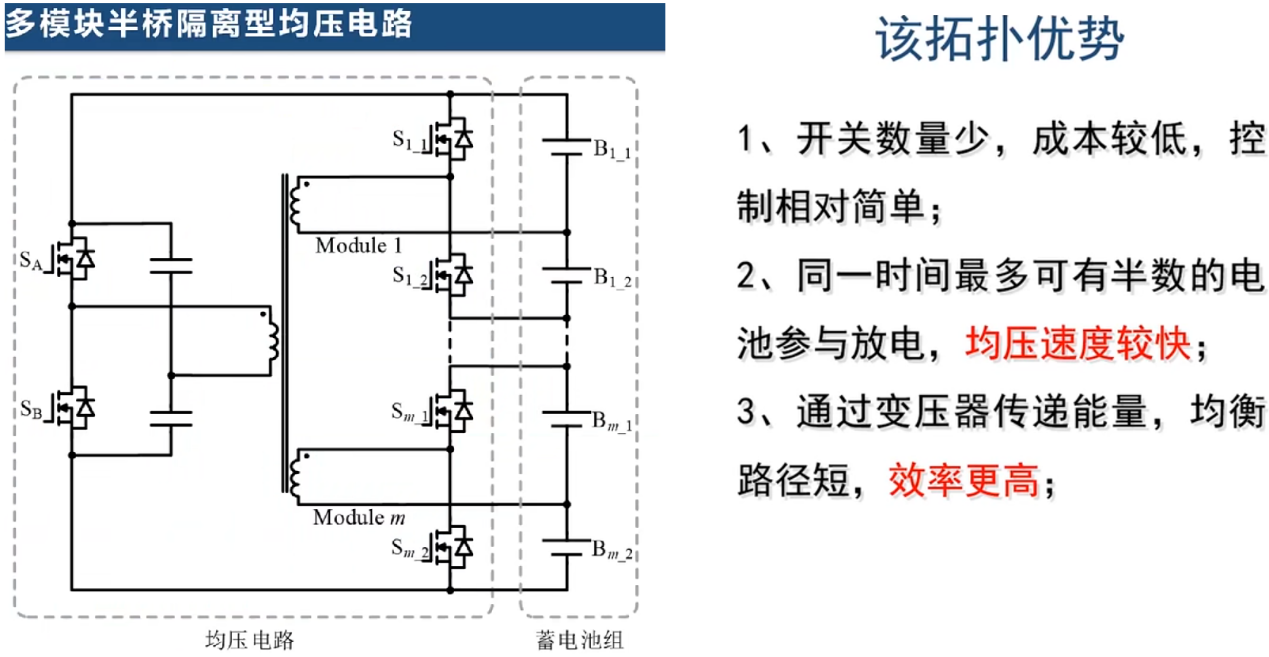 多模块半桥隔离型均压电路
S1_1
B1_1
Module 1
SA
S1_2
B1_2
SB
Sm_1
Bm_1
Module m
Sm_2
Bm_2
均压电路
蓄电池组
该拓扑优势
1、开关数量少，成本较低，控
制相对简单；
2、同一时间最多可有半数的电
池参与放电，均压速度较快；
3、通过变压器传递能量，均衡
路径短，效率更高；